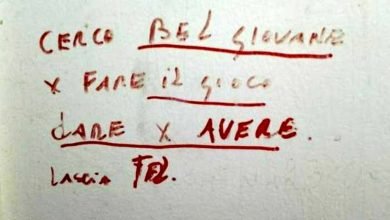 CERCO BEL GIOVANE
X FARE IL GIOCO
DARE X AVERE.
LASCIA TEL.